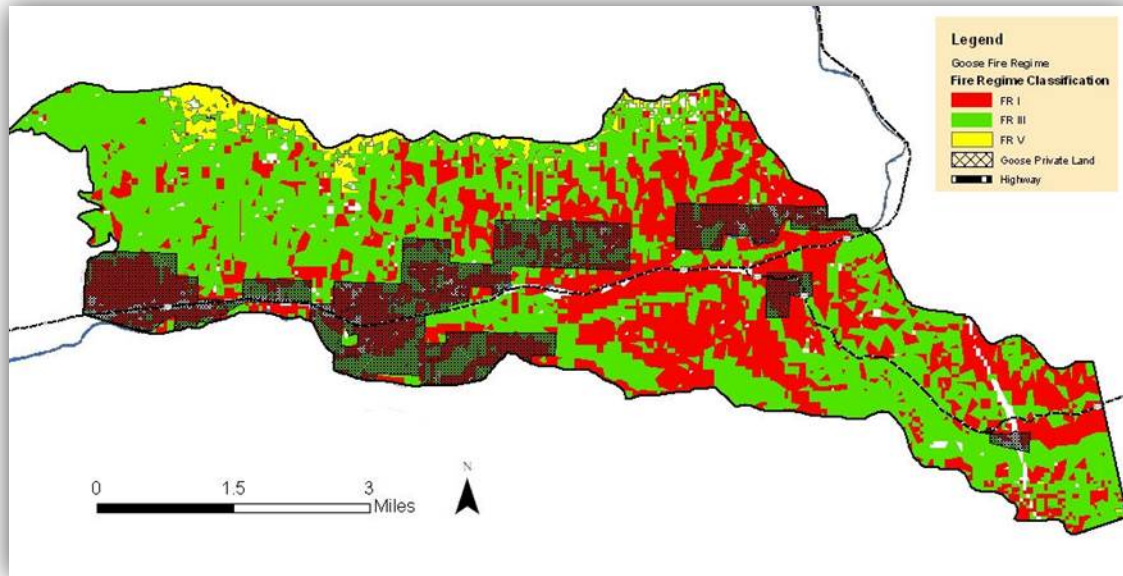 Legend
Goose Fire Regime
Fire Regime Classification
FR I
FR III
FR V
Goose Private Land
Highway
N
0 1.5 3
Miles